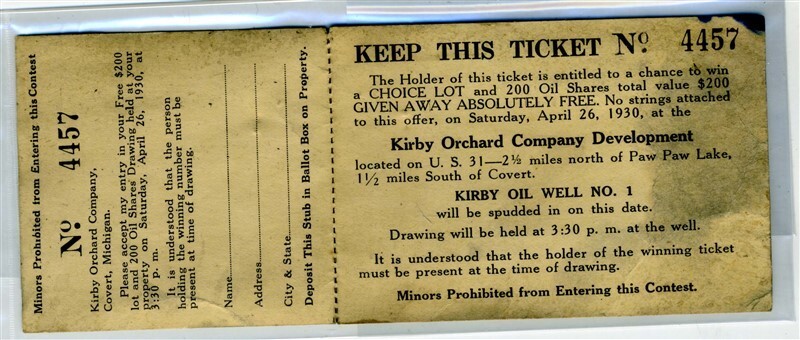 Minors Prohibited from Entering this Contest
No 4457
Kirby Orchard Company,
Covert, Michigan.
Please accept my entry in your Free $200
lot and 200 Oil Shares Drawing held at your
property on Saturday, April 26, 1930, at
3:30 p. m.
It is understood that the person
holding the winning number must be
present at time of drawing.
Name
Address
City & State
Deposit This Stub in Ballot Box on Property.
KEEP THIS TICKET No 4457
The Holder of this ticket is entitled to a chance to win
a CHOICE LOT and 200 Oil Shares total value $200
GIVEN AWAY ABSOLUTELY FREE. No strings attached
to this offer, on Saturday, April 26, 1930, at the
Kirby Orchard Company Development
located on U. S. 31—2½ miles north of Paw Paw Lake,
1½ miles South of Covert.
KIRBY OIL WELL NO. 1
will be spudded in on this date.
Drawing will be held at 3:30 p. m. at the well.
It is understood that the holder of the winning ticket
must be present at the time of drawing.
Minors Prohibited from Entering this Contest.